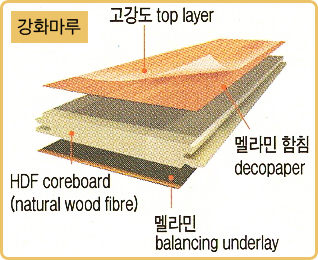 강화마루
고강도 top layer
멜라민 함침
decopaper
HDF coreboard
(natural wood fibre)
멜라민
balancing underlay